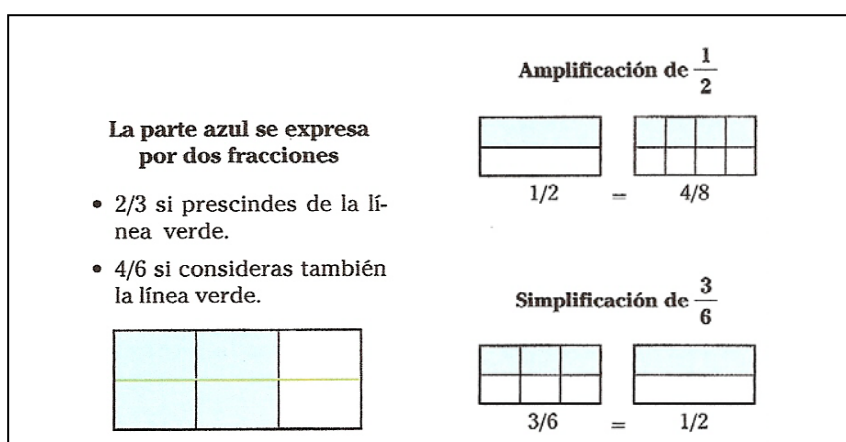 La parte azul se expresa
por dos fracciones
• 2/3 si prescindes de la lí-
nea verde.
• 4/6 si consideras también
la línea verde.
Amplificación de 1/2
1/2 = 4/8
Simplificación de 3/6
3/6 = 1/2